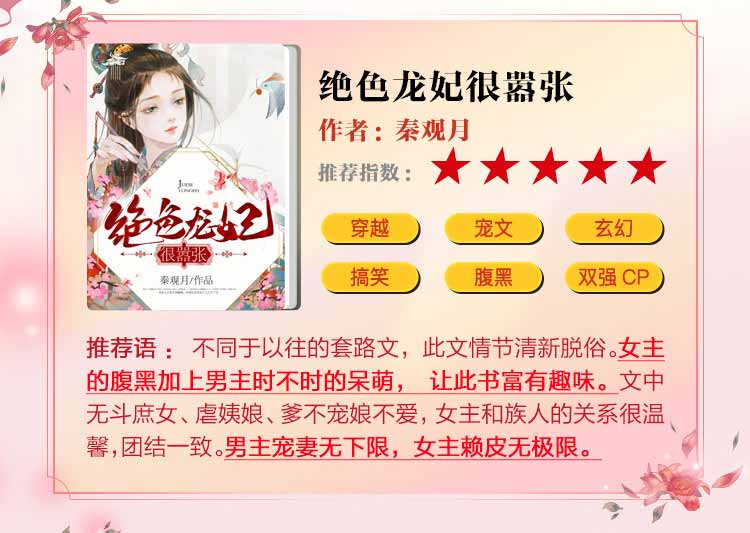 绝色龙妃很嚣张
作者：秦观月
推荐指数：★★★★★
穿越 宠文 玄幻
搞笑 腹黑 双强 CP
JUESE
LONGFEI
绝色龙妃
很嚣张
秦观月/作品
推荐语： 不同于以往的套路文，此文情节清新脱俗。女主
的腹黑加上男主时不时的呆萌， 让此书富有趣味。文中
无斗庶女、虐姨娘、爹不宠娘不爱，女主和族人的关系很温
馨，团结一致。男主宠妻无下限，女主赖皮无极限。